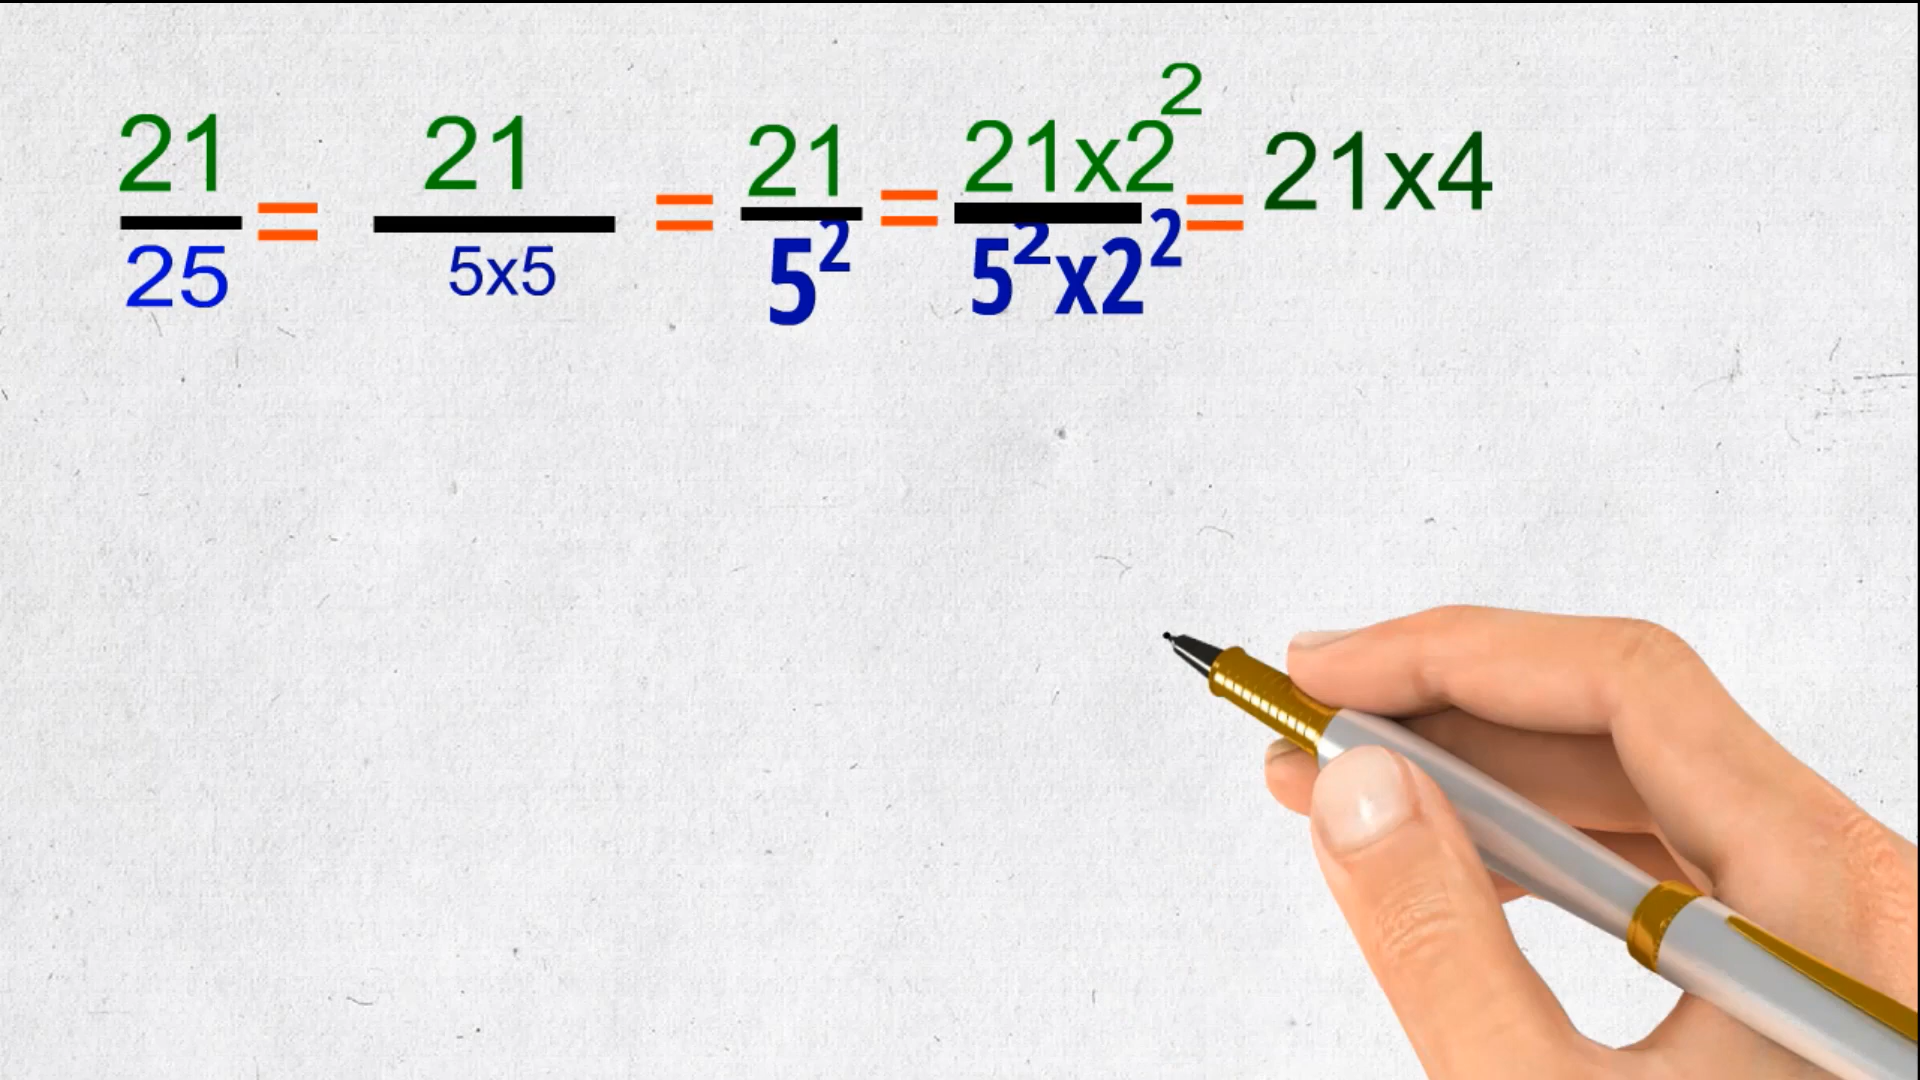 21/25 = 21/5x5 = 21/5² = 21x2²/5²x2² = 21x4